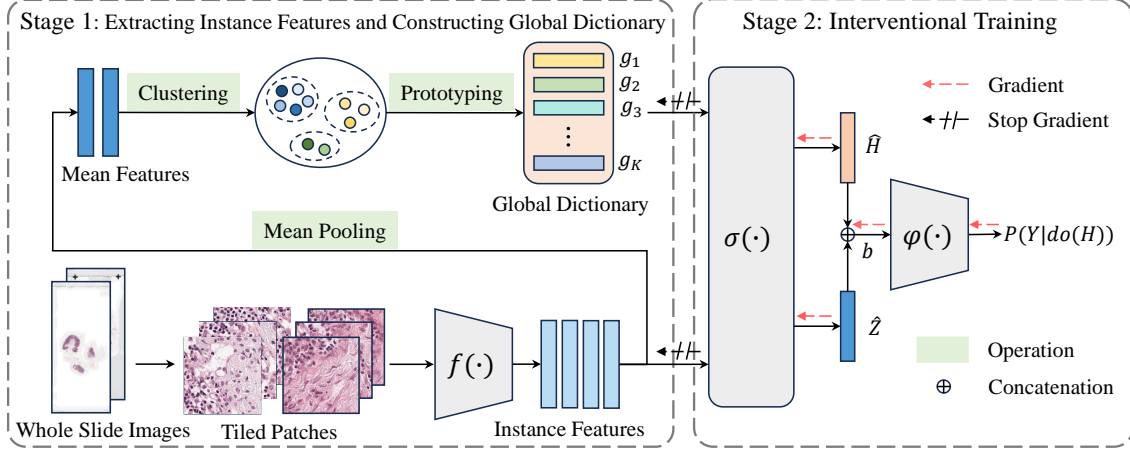 Stage 1: Extracting Instance Features and Constructing Global Dictionary
Clustering
Prototyping
g₁
g₂
g₃
⋮
g_K
Mean Features
Global Dictionary
Mean Pooling
f(·)
Whole Slide Images
Tiled Patches
Instance Features
Stage 2: Interventional Training
Gradient
Stop Gradient
σ(·)
Ĥ
b
φ(·)
P(Y|do(H))
Ẑ
Operation
Concatenation